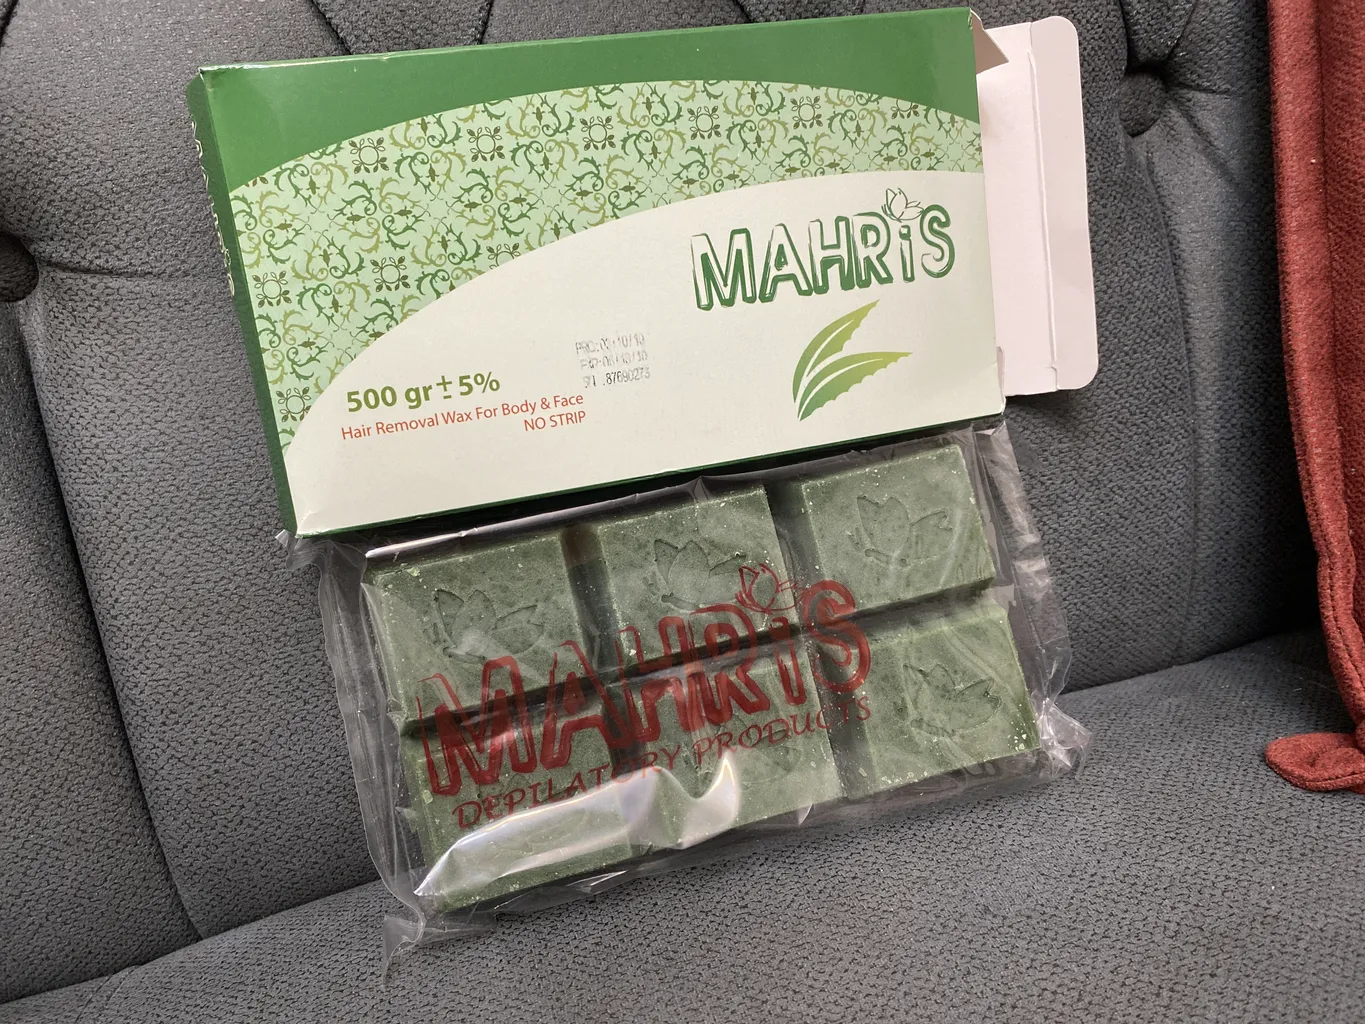 MAHRiS
500 gr ± 5%
Hair Removal Wax For Body & Face
NO STRIP
MAHRiS
DEPILATORY PRODUCTS